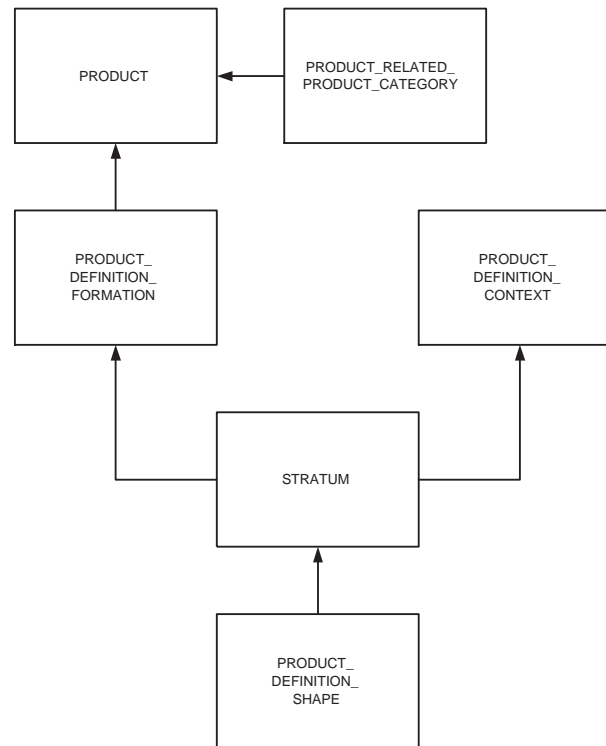 PRODUCT
PRODUCT_RELATED_
PRODUCT_CATEGORY
PRODUCT_
DEFINITION_
FORMATION
PRODUCT_
DEFINITION_
CONTEXT
STRATUM
PRODUCT_
DEFINITION_
SHAPE